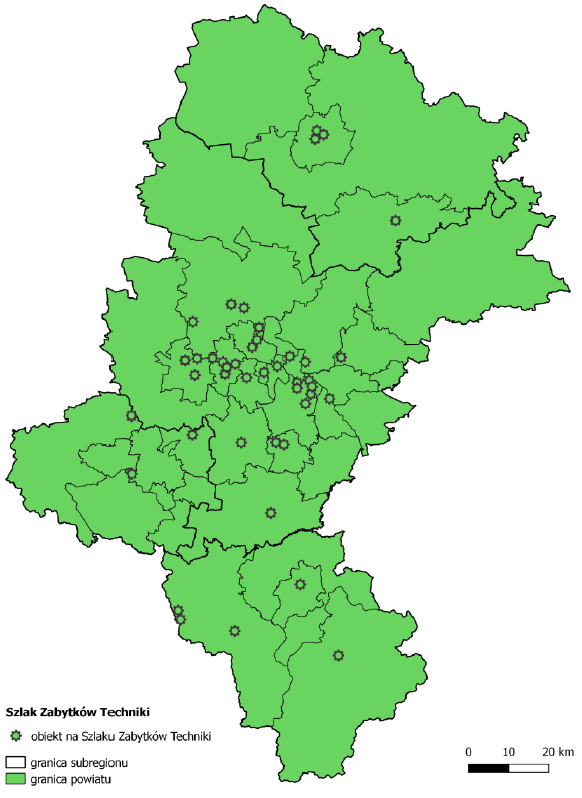 Szlak Zabytków Techniki
obiekt na Szlaku Zabytków Techniki
granica subregionu
granica powiatu
0 10 20 km